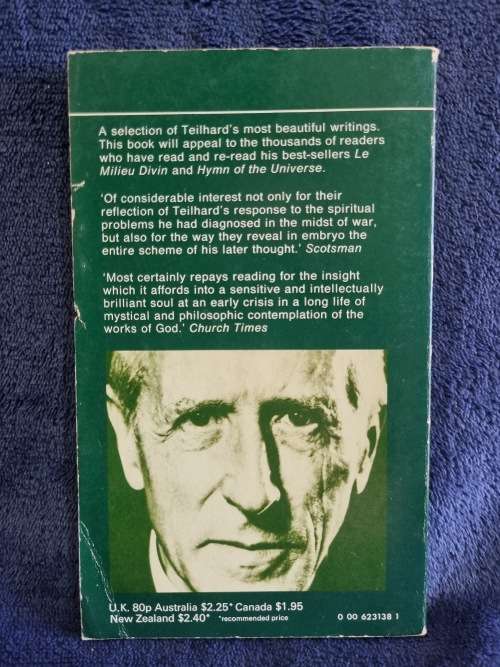 A selection of Teilhard's most beautiful writings.
This book will appeal to the thousands of readers
who have read and re-read his best-sellers Le
Milieu Divin and Hymn of the Universe.
'Of considerable interest not only for their
reflection of Teilhard's response to the spiritual
problems he had diagnosed in the midst of war,
but also for the way they reveal in embryo the
entire scheme of his later thought.' Scotsman
'Most certainly repays reading for the insight
which it affords into a sensitive and intellectually
brilliant soul at an early crisis in a long life of
mystical and philosophic contemplation of the
works of God.' Church Times
U.K. 80p Australia $2.25* Canada $1.95
New Zealand $2.40* *recommended price
0 00 623138 1